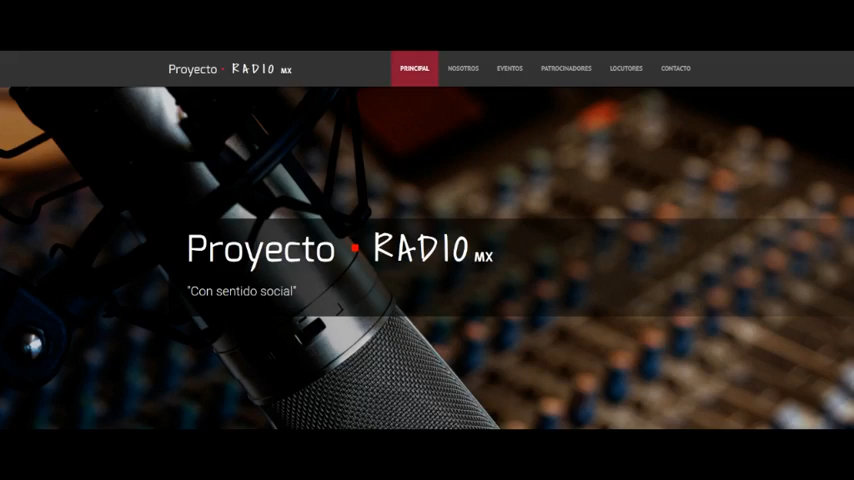 Proyecto · RADIO MX
PRINCIPAL NOSOTROS EVENTOS PATROCINADORES LOCUTORES CONTACTO
Proyecto · RADIO MX
"Con sentido social"